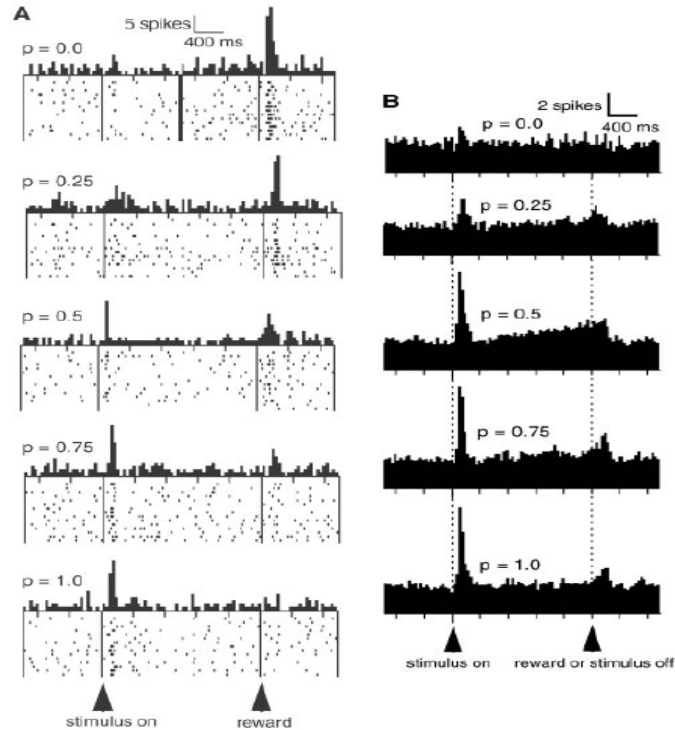 A
5 spikes
400 ms
p = 0.0
p = 0.25
p = 0.5
p = 0.75
p = 1.0
stimulus on
reward
B
2 spikes
400 ms
p = 0.0
p = 0.25
p = 0.5
p = 0.75
p = 1.0
stimulus on
reward or stimulus off